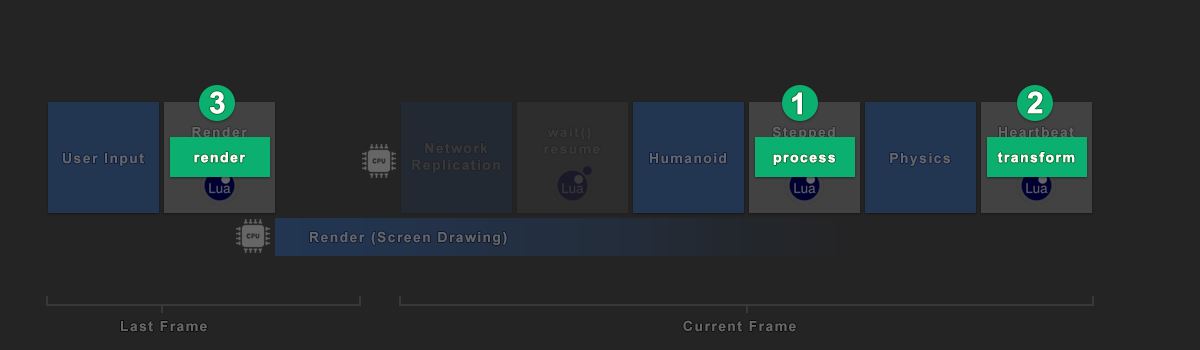 3
1
2
User Input
Render
render
Lua
CPU
Network
Replication
wait()
resume
Lua
Humanoid
Stepped
process
Lua
Physics
Heartbeat
transform
Lua
CPU
Render (Screen Drawing)
Last Frame
Current Frame